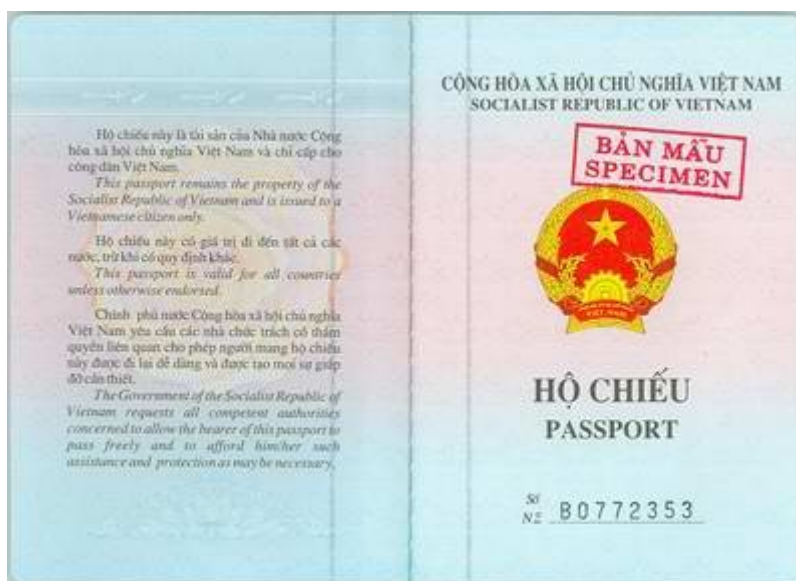 Hộ chiếu này là tài sản của Nhà nước Cộng
hòa xã hội chủ nghĩa Việt Nam và chỉ cấp cho
công dân Việt Nam.
This passport remains the property of the
Socialist Republic of Vietnam and is issued to a
Vietnamese citizen only.
Hộ chiếu này có giá trị đi đến tất cả các
nước, trừ khi có quy định khác.
This passport is valid for all countries
unless otherwise endorsed.
Chính phủ nước Cộng hòa xã hội chủ nghĩa
Việt Nam yêu cầu các nhà chức trách có thẩm
quyền liên quan cho phép người mang hộ chiếu
này được đi lại dễ dàng và được tạo mọi sự giúp
đỡ cần thiết.
The Government of the Socialist Republic of
Vietnam requests all competent authorities
concerned to allow the bearer of this passport to
pass freely and to afford him/her such
assistance and protection as may be necessary.
CỘNG HÒA XÃ HỘI CHỦ NGHĨA VIỆT NAM
SOCIALIST REPUBLIC OF VIETNAM
BẢN MẪU
SPECIMEN
VIỆT NAM
HỘ CHIẾU
PASSPORT
Số
Nº B0772353